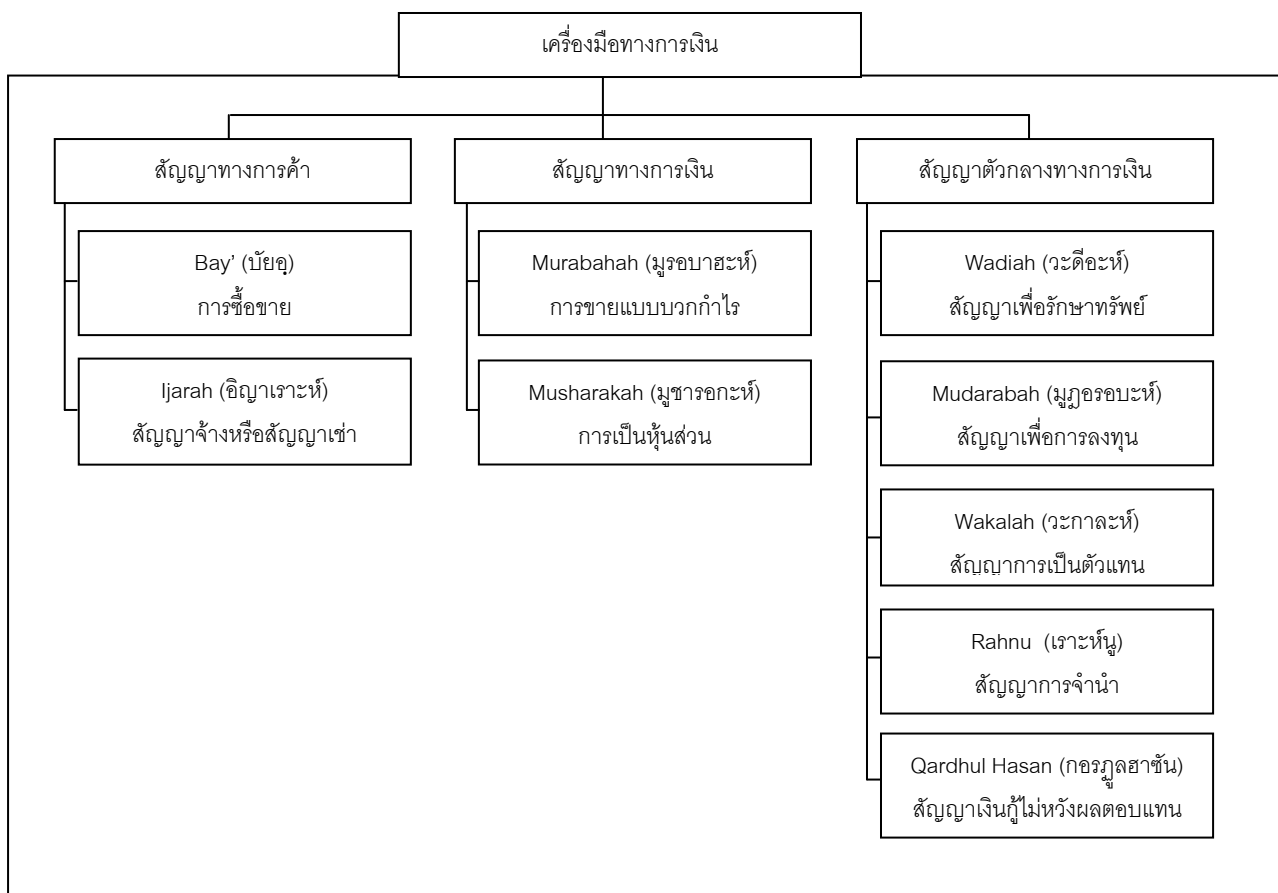 เครื่องมือทางการเงิน
สัญญาทางการค้า
Bay’ (บัยอฺ)
การซื้อขาย
Ijarah (อิญาเราะห์)
สัญญาจ้างหรือสัญญาเช่า
สัญญาทางการเงิน
Murabahah (มูรอบาฮะห์)
การขายแบบบวกกำไร
Musharakah (มูชารอกะห์)
การเป็นหุ้นส่วน
สัญญาตัวกลางทางการเงิน
Wadiah (วะดีอะห์)
สัญญาเพื่อรักษาทรัพย์
Mudarabah (มูฎอรอบะห์)
สัญญาเพื่อการลงทุน
Wakalah (วะกาละห์)
สัญญาการเป็นตัวแทน
Rahnu (เราะห์นู)
สัญญาการจำนำ
Qardhul Hasan (กอรฎูลฮาซัน)
สัญญาเงินกู้ไม่หวังผลตอบแทน